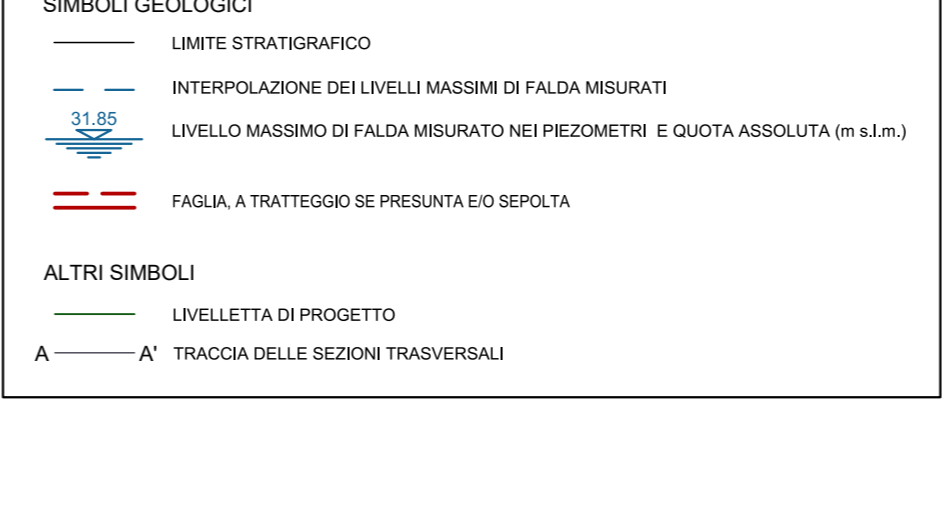 SIMBOLI GEOLOGICI
LIMITE STRATIGRAFICO
INTERPOLAZIONE DEI LIVELLI MASSIMI DI FALDA MISURATI
31.85
LIVELLO MASSIMO DI FALDA MISURATO NEI PIEZOMETRI E QUOTA ASSOLUTA (m s.l.m.)
FAGLIA, A TRATTEGGIO SE PRESUNTA E/O SEPOLTA
ALTRI SIMBOLI
LIVELLETTA DI PROGETTO
A A' TRACCIA DELLE SEZIONI TRASVERSALI